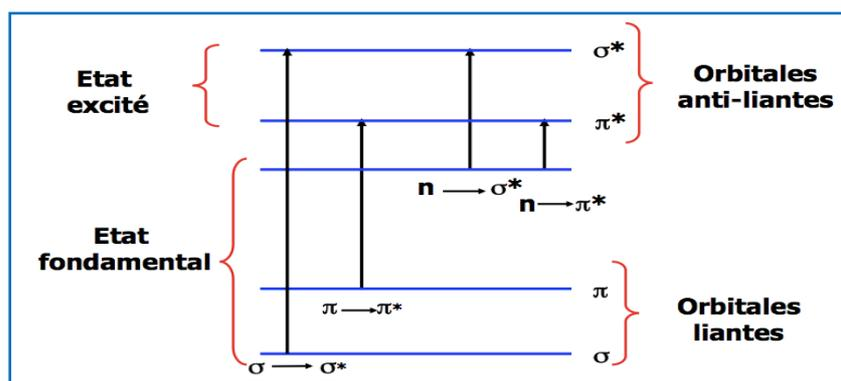 σ*
Etat
excité
Orbitales
anti-liantes
π*
n → σ*
n → π*
Etat
fondamental
π
π → π*
Orbitales
liantes
σ
σ → σ*